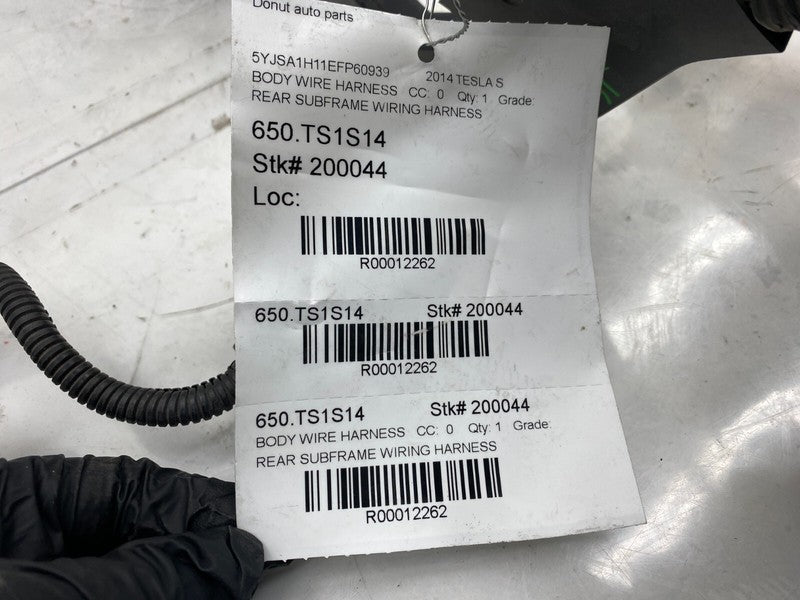 Donut auto parts
5YJSA1H11EFP60939 2014 TESLA S
BODY WIRE HARNESS CC: 0 Qty: 1 Grade:
REAR SUBFRAME WIRING HARNESS
650.TS1S14
Stk# 200044
Loc:
R00012262
650.TS1S14 Stk# 200044
R00012262
650.TS1S14 Stk# 200044
BODY WIRE HARNESS CC: 0 Qty: 1 Grade:
REAR SUBFRAME WIRING HARNESS
R00012262